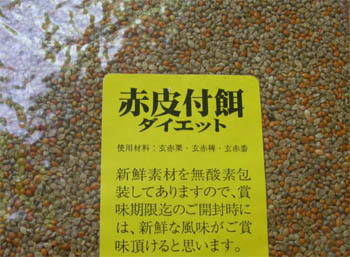 赤皮付餌
ダイエット
使用材料：玄赤粟・玄赤稗・玄赤黍
新鮮素材を無酸素包
装してありますので、賞
味期限迄のご開封時に
は、新鮮な風味がご賞
味頂けると思います。